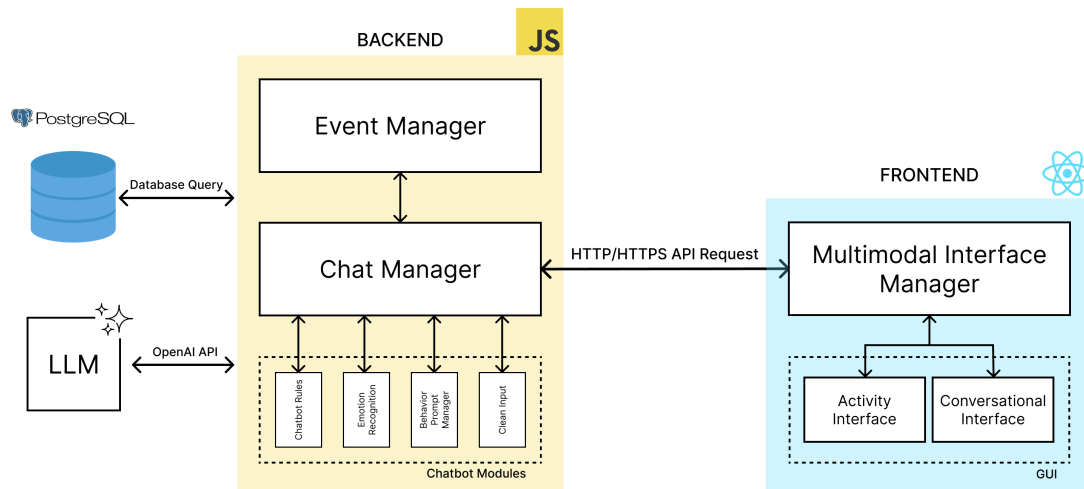 BACKEND
JS
Event Manager
PostgreSQL
Database Query
FRONTEND
Chat Manager
HTTP/HTTPS API Request
Multimodal Interface
Manager
LLM
OpenAI API
Chatbot Rules
Emotion
Recognition
Behavior
Prompt
Manager
Clean Input
Chatbot Modules
Activity
Interface
Conversational
Interface
GUI